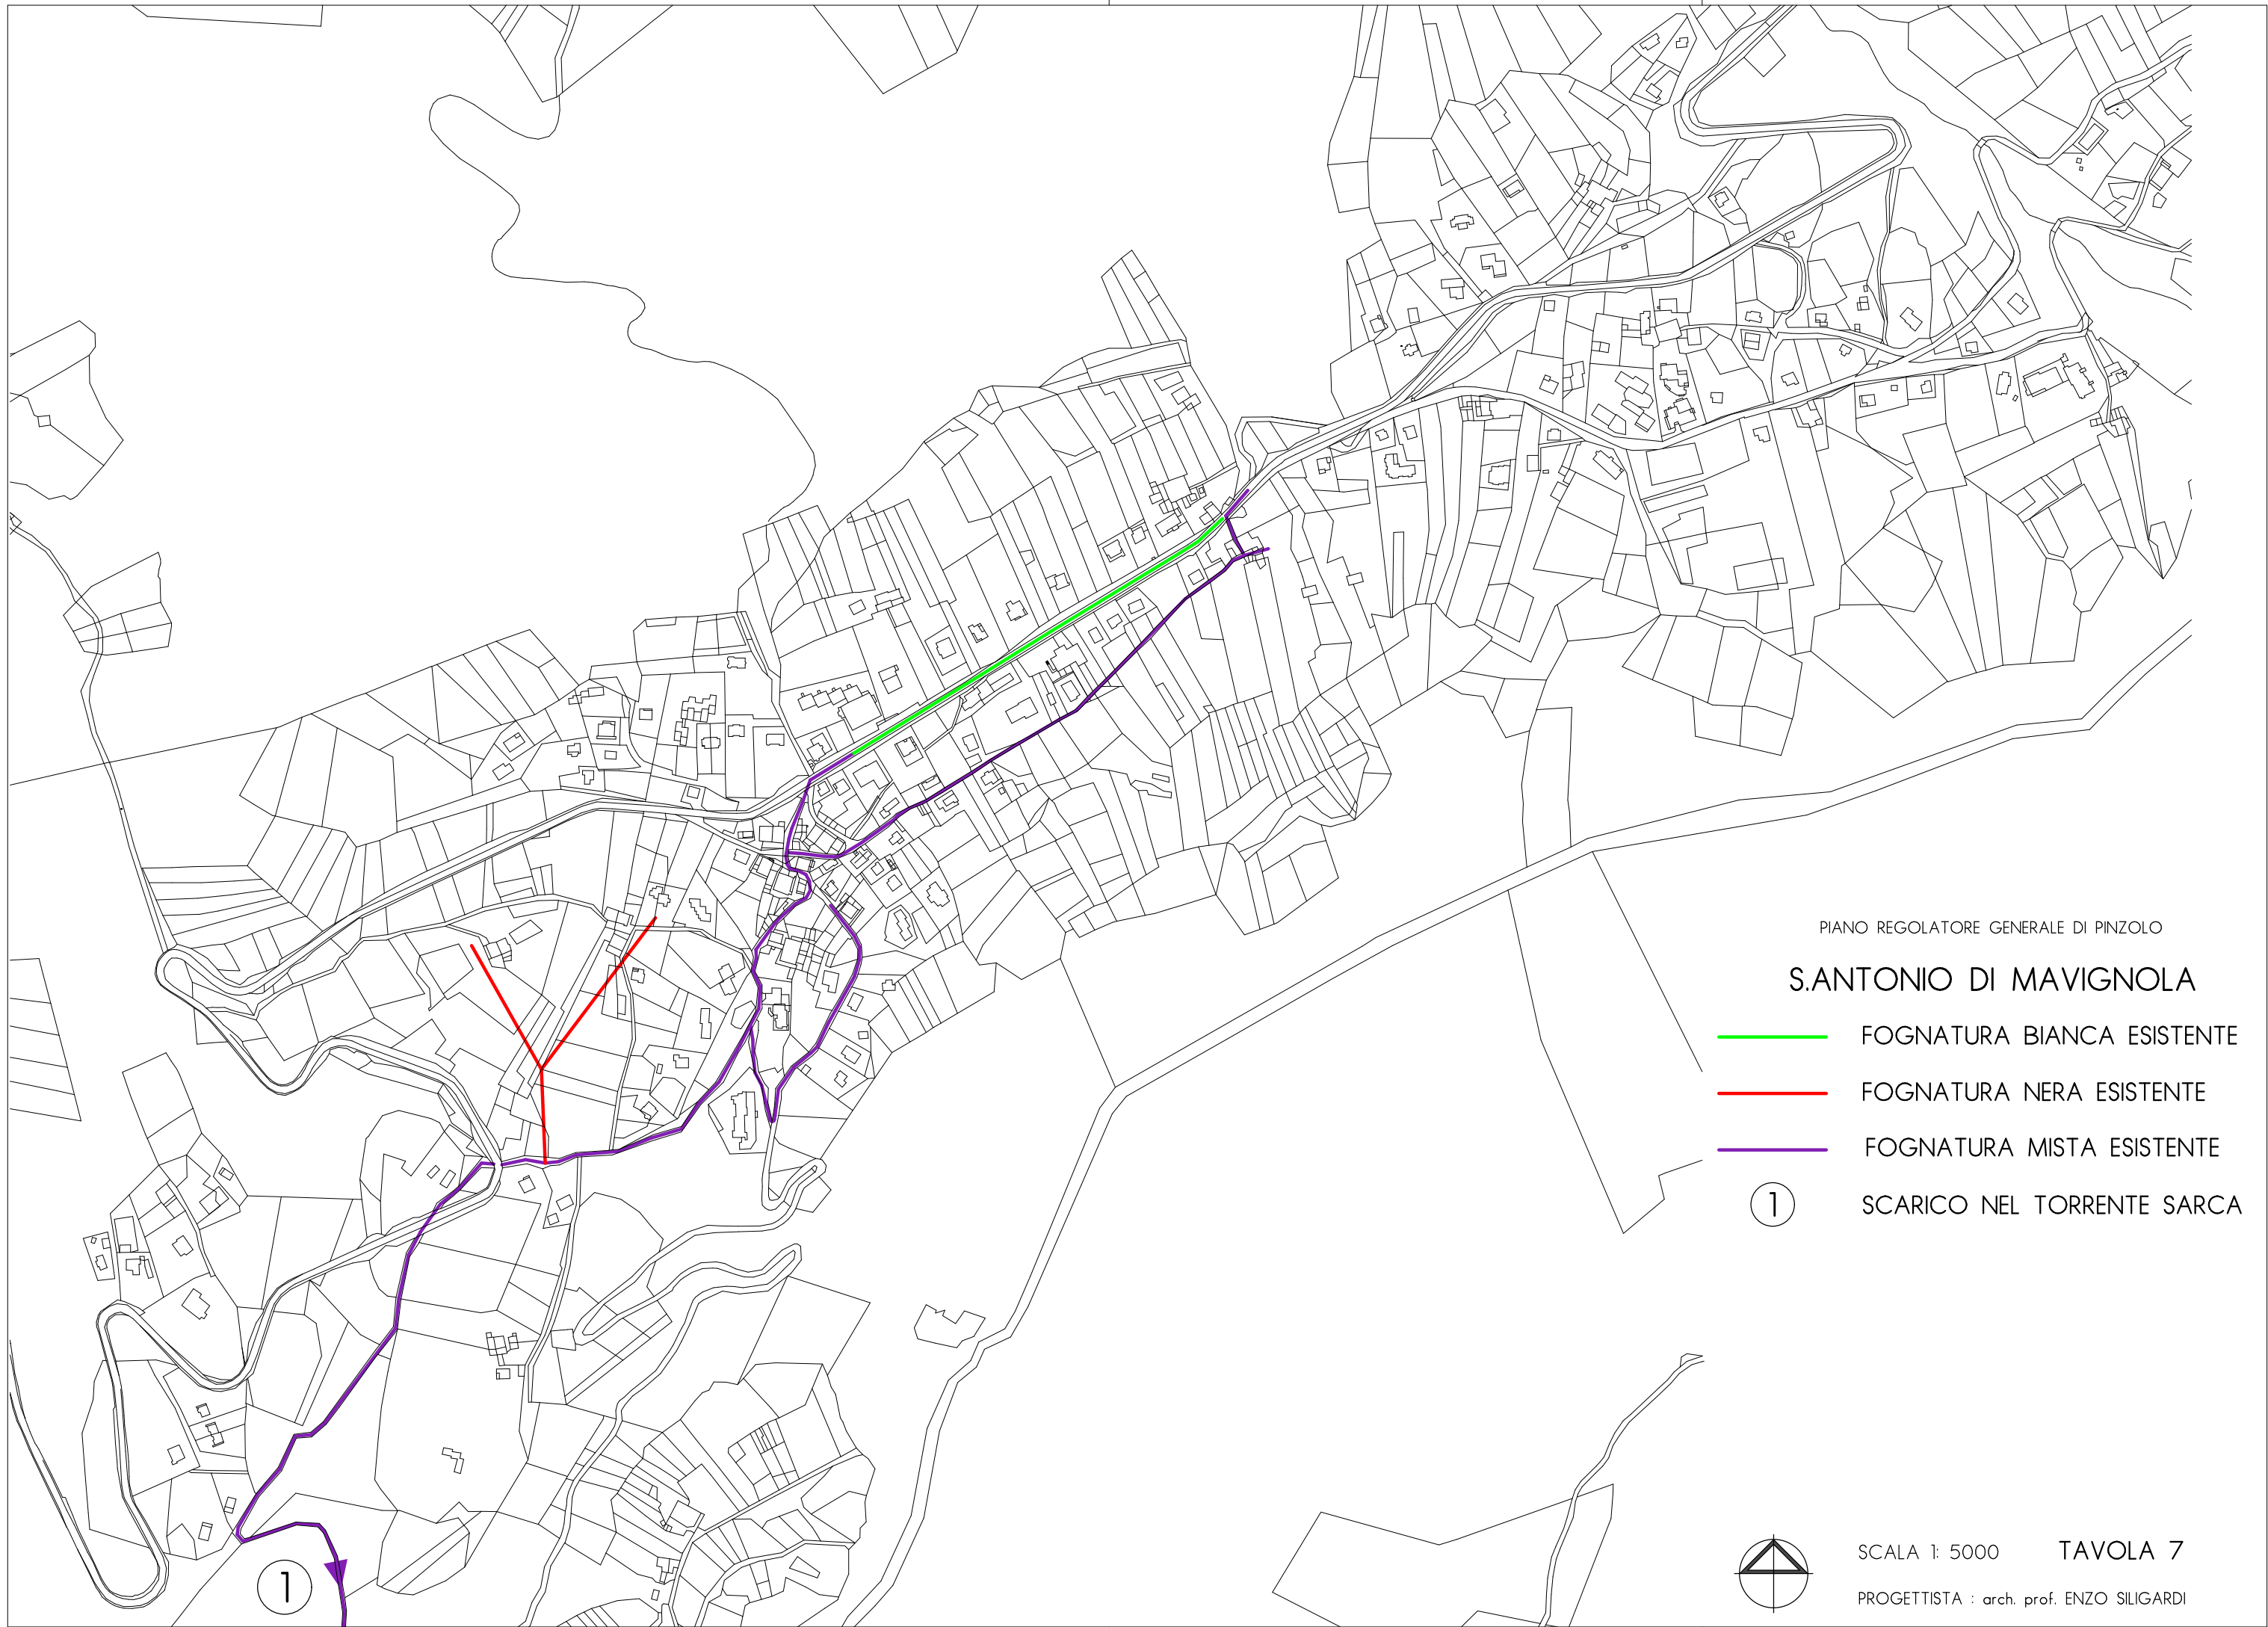 PIANO REGOLATORE GENERALE DI PINZOLO
S.ANTONIO DI MAVIGNOLA
FOGNATURA BIANCA ESISTENTE
FOGNATURA NERA ESISTENTE
FOGNATURA MISTA ESISTENTE
1 SCARICO NEL TORRENTE SARCA
SCALA 1: 5000 TAVOLA 7
PROGETTISTA : arch. prof. ENZO SILIGARDI
1